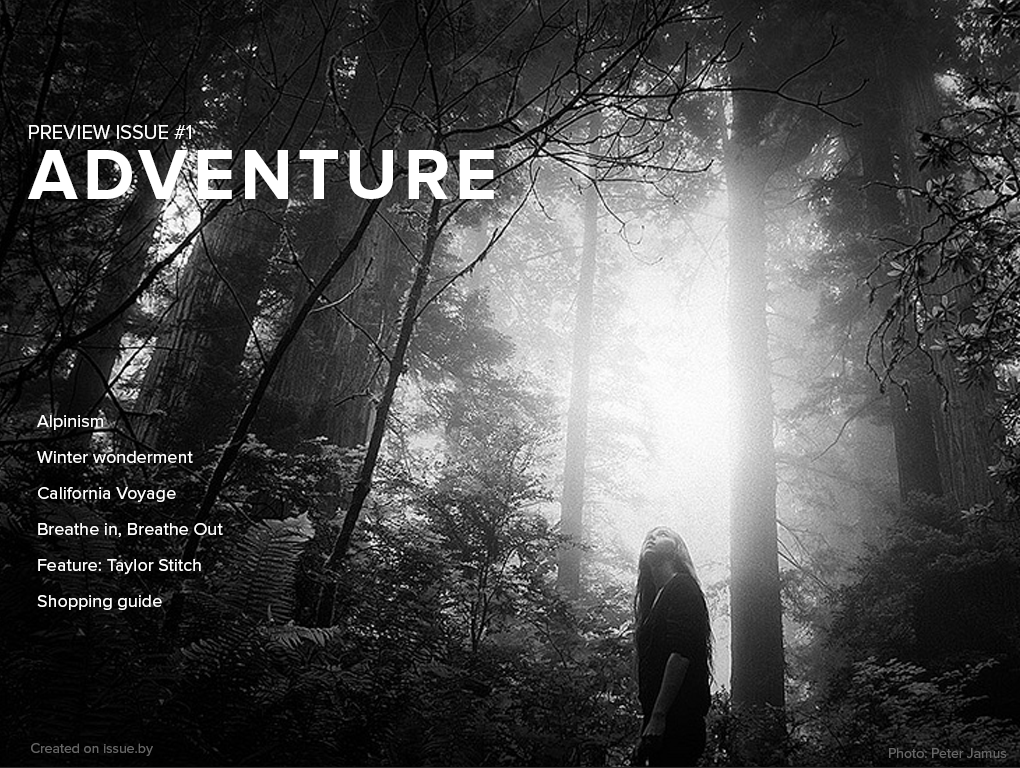 PREVIEW ISSUE #1
ADVENTURE
Alpinism
Winter wonderment
California Voyage
Breathe in, Breathe Out
Feature: Taylor Stitch
Shopping guide
Created on issue.by
Photo: Peter Jamus